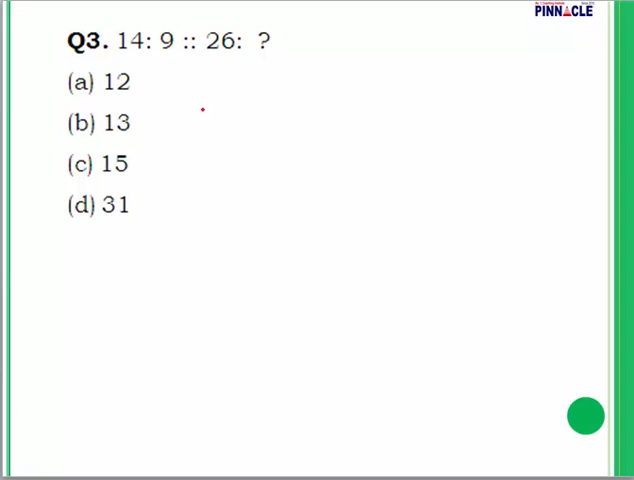 PINNACLE
Q3. 14: 9 :: 26: ?
(a) 12
(b) 13
(c) 15
(d) 31